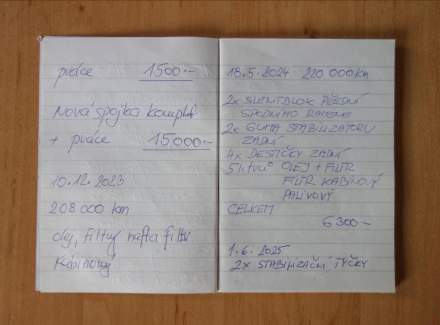 práce 1500.-
Nová spojka komplet
+ práce 15000.-
10.12.2023
208 000 km
olej, filtry nafta filtr
Kabinový
18.5.2024 220 000 km
2x SILENTBLOK PŘEDNÍ
SPODNÍHO RAMENE
2x GUMA STABILIZÁTORU
ZADNÍ
4x DESTIČKY ZADNÍ
5 litrů OLEJ + FILTR
FILTR KABINOVÝ
PALIVOVÝ
CELKEM
6300.-
1.6.2025
2x STABILIZAČNÍ TYČKY